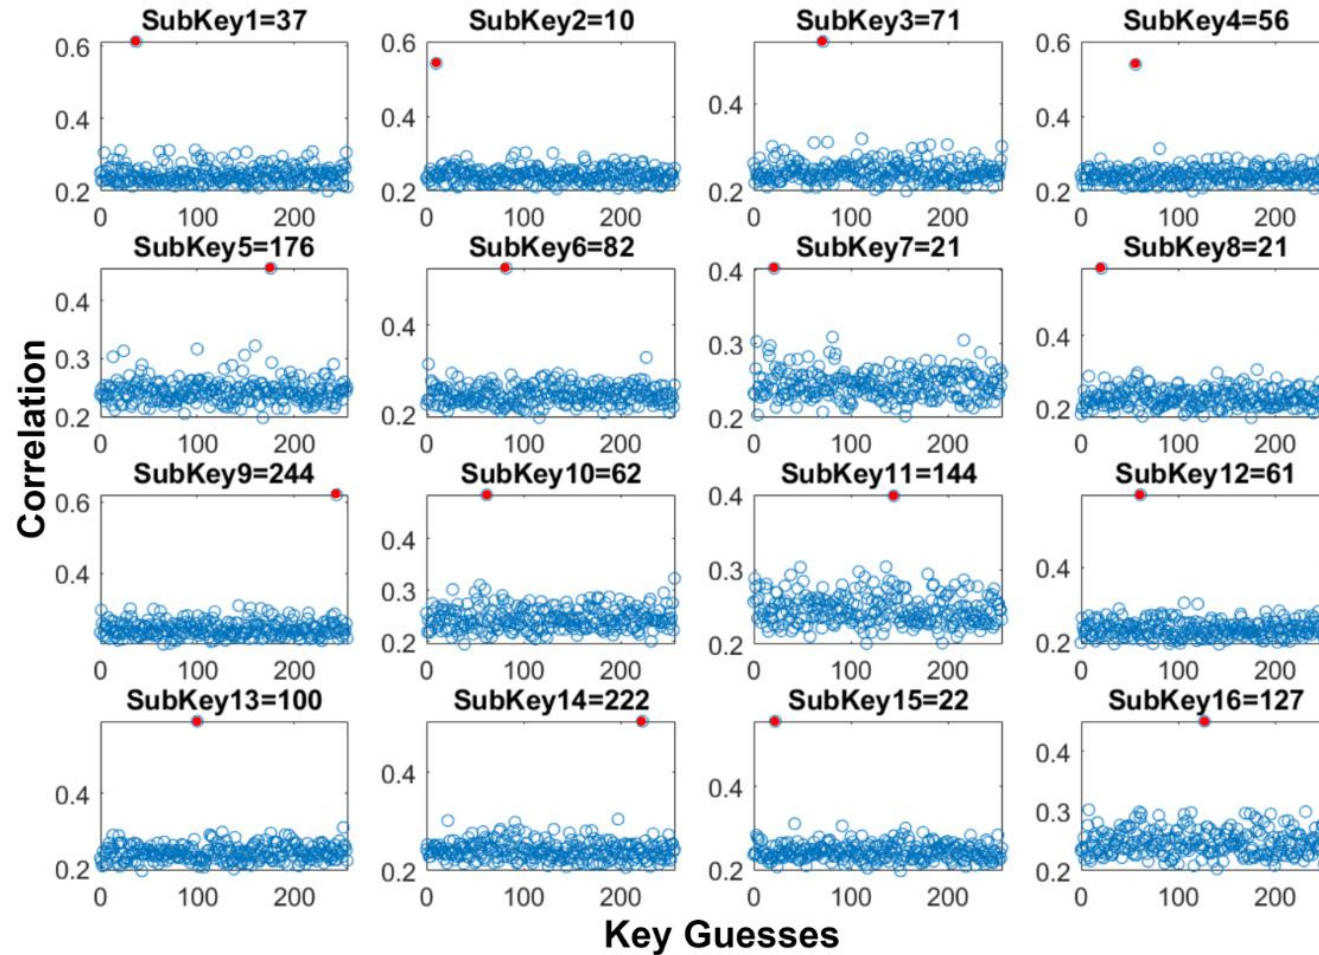 SubKey1=37 SubKey2=10 SubKey3=71 SubKey4=56
0.6 0.6
0.4 0.4 0.4 0.4
0.2 0.2 0.2 0.2
0 100 200 0 100 200 0 100 200 0 100 200
SubKey5=176 SubKey6=82 SubKey7=21 SubKey8=21
0.4 0.4 0.4 0.4
0.3 0.3
0.2 0.2 0.2 0.2
0 100 200 0 100 200 0 100 200 0 100 200
Correlation
SubKey9=244 SubKey10=62 SubKey11=144 SubKey12=61
0.6 0.4
0.4 0.4 0.3 0.4
0.3
0.2 0.2 0.2
0 100 200 0 100 200 0 100 200 0 100 200
SubKey13=100 SubKey14=222 SubKey15=22 SubKey16=127
0.4 0.4 0.4 0.4
0.3
0.2 0.2 0.2 0.2
0 100 200 0 100 200 0 100 200 0 100 200
Key Guesses